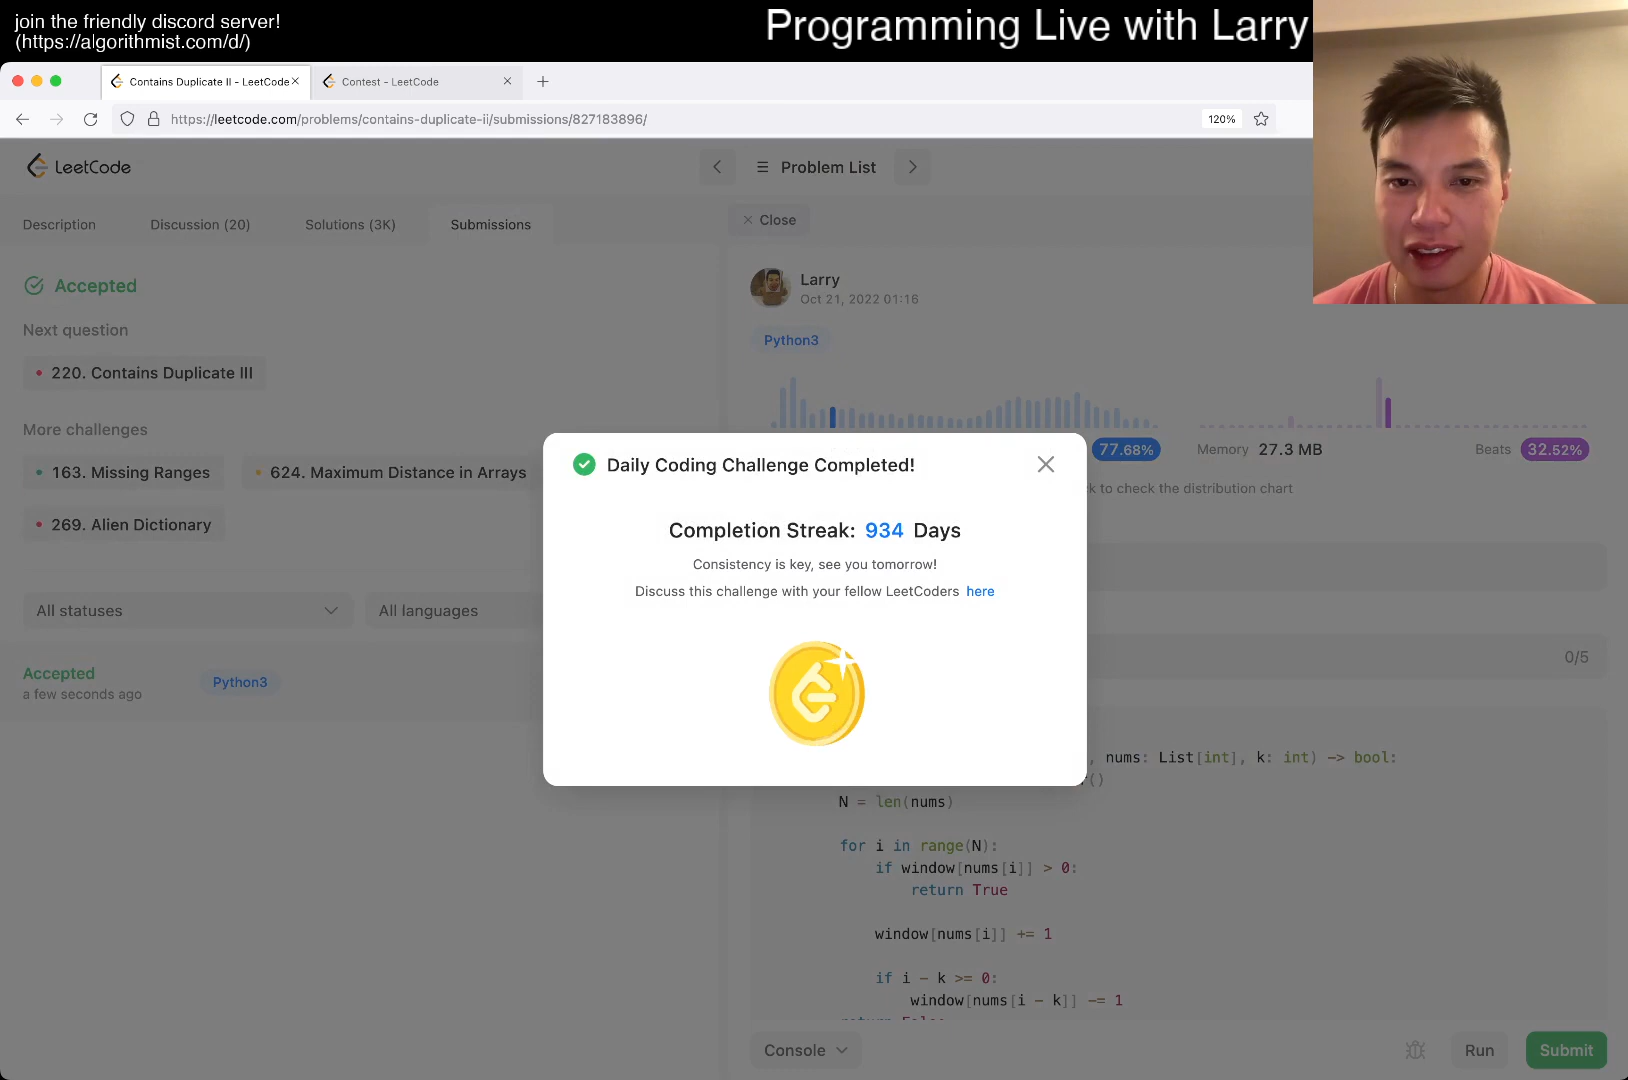 join the friendly discord server!
(https://algorithmist.com/d/)
Programming Live with Larry
Contains Duplicate II - LeetCode
Contest - LeetCode
https://leetcode.com/problems/contains-duplicate-ii/submissions/827183896/
120%
LeetCode
Problem List
Description
Discussion (20)
Solutions (3K)
Submissions
Close
Accepted
Larry
Oct 21, 2022 01:16
Next question
Python3
220. Contains Duplicate III
More challenges
77.68%
Memory 27.3 MB
Beats 32.52%
163. Missing Ranges
624. Maximum Distance in Arrays
k to check the distribution chart
269. Alien Dictionary
Daily Coding Challenge Completed!
Completion Streak: 934 Days
Consistency is key, see you tomorrow!
Discuss this challenge with your fellow LeetCoders here
All statuses
All languages
0/5
Accepted
a few seconds ago
Python3
, nums: List[int], k: int) -> bool:
()
N = len(nums)
for i in range(N):
if window[nums[i]] > 0:
return True
window[nums[i]] += 1
if i - k >= 0:
window[nums[i - k]] -= 1
return False
Console
Run
Submit